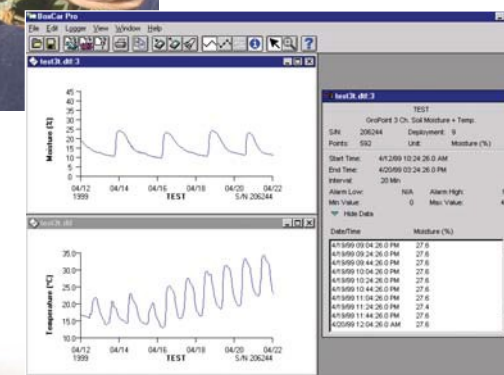 BoxCar Pro
File Edit Logger View Window Help
test3t.dtf:3
Moisture (%)
45
40
35
30
25
20
15
10
5
0
04/12 04/14 04/16 04/18 04/20 04/22
1999 TEST S/N 206244
Temperature (°C)
35.0
30.0
25.0
20.0
15.0
10.0
04/12 04/14 04/16 04/18 04/20 04/22
1999 TEST S/N 206244
test3t.dtf:3
TEST
GroPoint 3 Ch. Soil Moisture + Temp.
S/N: 206244 Deployment: 9
Points: 592 Unit: Moisture (%)
Start Time: 4/12/99 10:24:26.0 AM
End Time: 4/20/99 03:24:26.0 PM
Interval: 20 Min
Alarm Low: N/A Alarm High:
Min Value: 0 Max Value: 4
Hide Data
Date/Time Moisture (%)
4/19/99 09:04:26.0 PM 27.6
4/19/99 09:24:26.0 PM 27.6
4/19/99 09:44:26.0 PM 27.6
4/19/99 10:04:26.0 PM 27.6
4/19/99 10:24:26.0 PM 27.6
4/19/99 10:44:26.0 PM 27.6
4/19/99 11:04:26.0 PM 27.6
4/19/99 11:24:26.0 PM 27.4
4/19/99 11:44:26.0 PM 27.6
4/20/99 12:04:26.0 AM 27.6